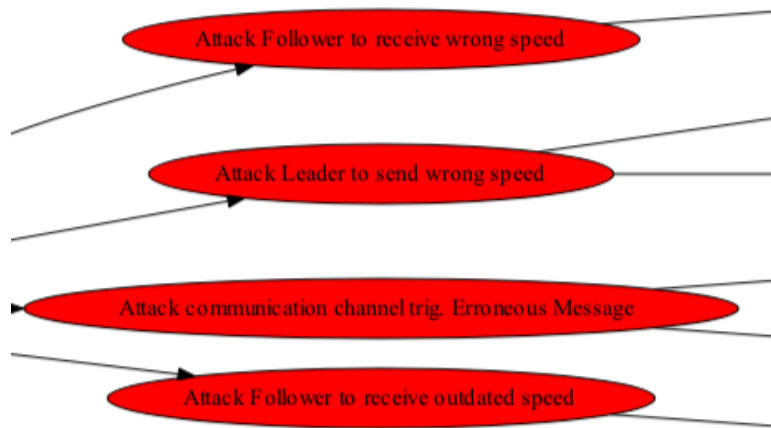 Attack Follower to receive wrong speed
Attack Leader to send wrong speed
Attack communication channel trig. Erroneous Message
Attack Follower to receive outdated speed